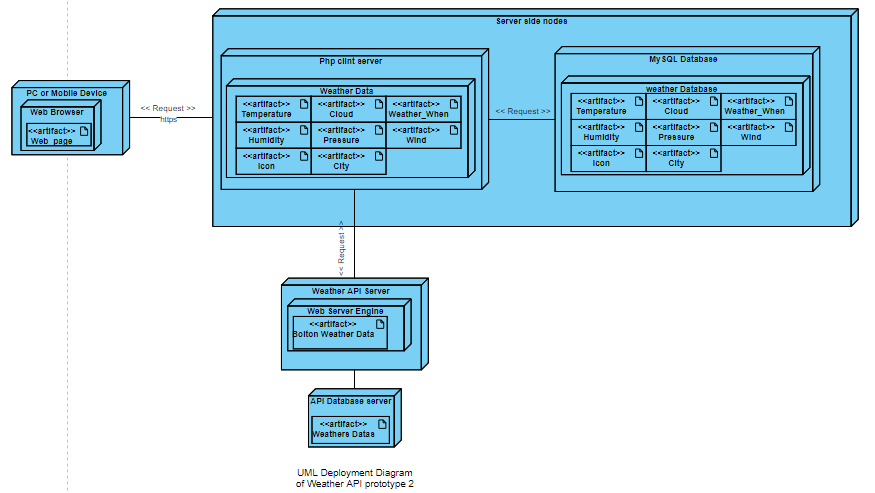 Server side nodes
PC or Mobile Device
Web Browser
<<artifact>>
Web_page
<< Request >>
https
Php clint server
Weather Data
<<artifact>> <<artifact>> <<artifact>>
Temperature Cloud Weather_When
<<artifact>> <<artifact>> <<artifact>>
Humidity Pressure Wind
<<artifact>> <<artifact>>
Icon City
<< Request >>
MySQL Database
weather Database
<<artifact>> <<artifact>> <<artifact>>
Temperature Cloud Weather_When
<<artifact>> <<artifact>> <<artifact>>
Humidity Pressure Wind
<<artifact>> <<artifact>>
Icon City
<< Request >>
Weather API Server
Web Server Engine
<<artifact>>
Bolton Weather Data
API Database server
<<artifact>>
Weathers Datas
UML Deployment Diagram
of Weather API prototype 2